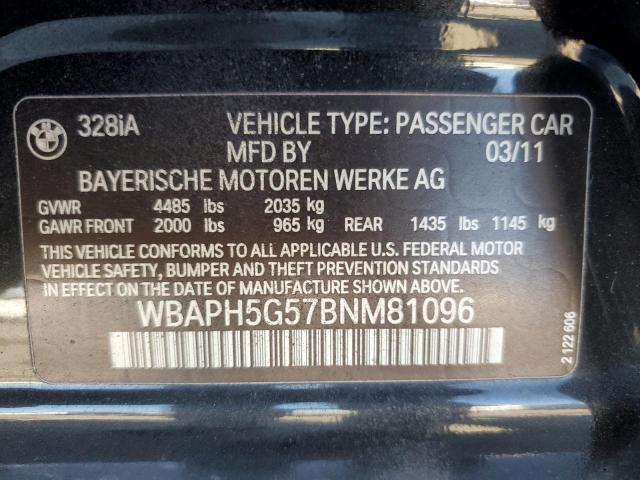 BMW 328iA VEHICLE TYPE: PASSENGER CAR
MFD BY 03/11
BAYERISCHE MOTOREN WERKE AG
GVWR 4485 lbs 2035 kg
GAWR FRONT 2000 lbs 965 kg REAR 1435 lbs 1145 kg
THIS VEHICLE CONFORMS TO ALL APPLICABLE U.S. FEDERAL MOTOR
VEHICLE SAFETY, BUMPER AND THEFT PREVENTION STANDARDS
IN EFFECT ON THE DATE OF MANUFACTURE SHOWN ABOVE.
WBAPH5G57BNM81096
2 122 606